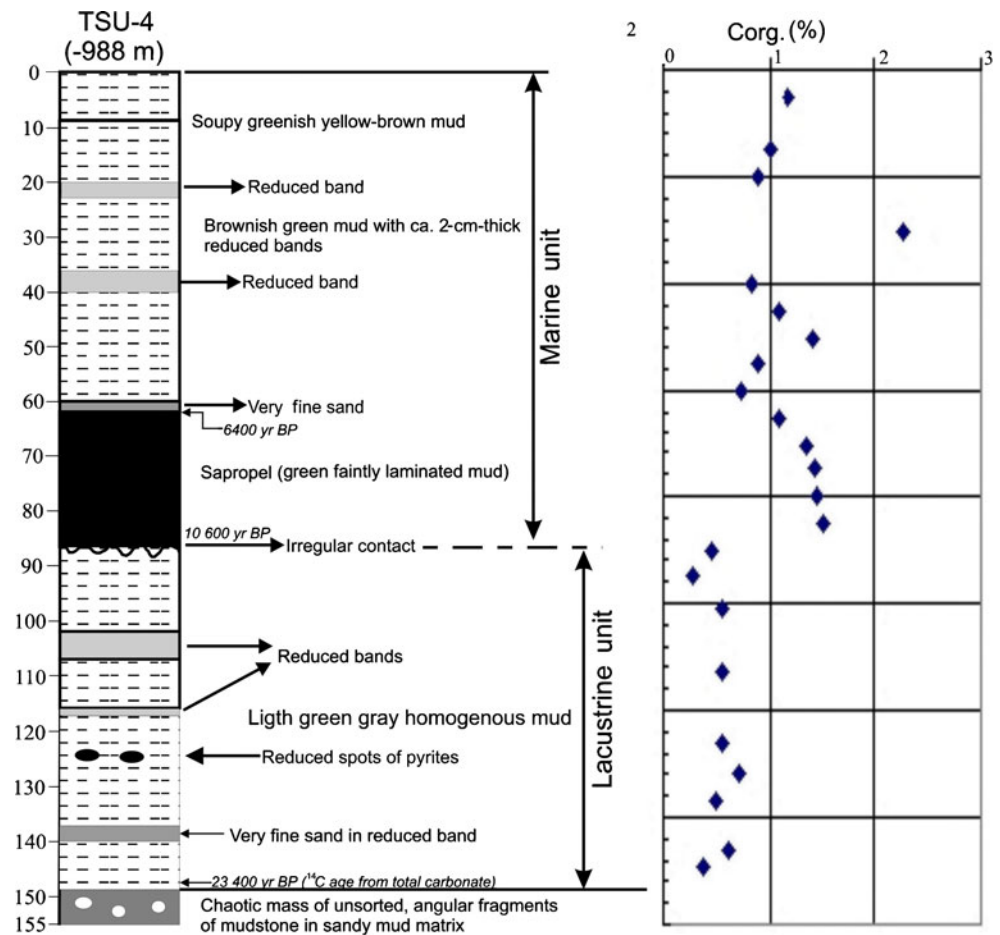 TSU-4
(-988 m)
0
10
20
30
40
50
60
70
80
90
100
110
120
130
140
150
155
Soupy greenish yellow-brown mud
Reduced band
Brownish green mud with ca. 2-cm-thick
reduced bands
Reduced band
Very fine sand
6400 yr BP
Sapropel (green faintly laminated mud)
10 600 yr BP
Irregular contact
Reduced bands
Ligth green gray homogenous mud
Reduced spots of pyrites
Very fine sand in reduced band
23 400 yr BP (¹⁴C age from total carbonate)
Chaotic mass of unsorted, angular fragments
of mudstone in sandy mud matrix
Marine unit
Lacustrine unit
2
Corg. (%)
0 1 2 3